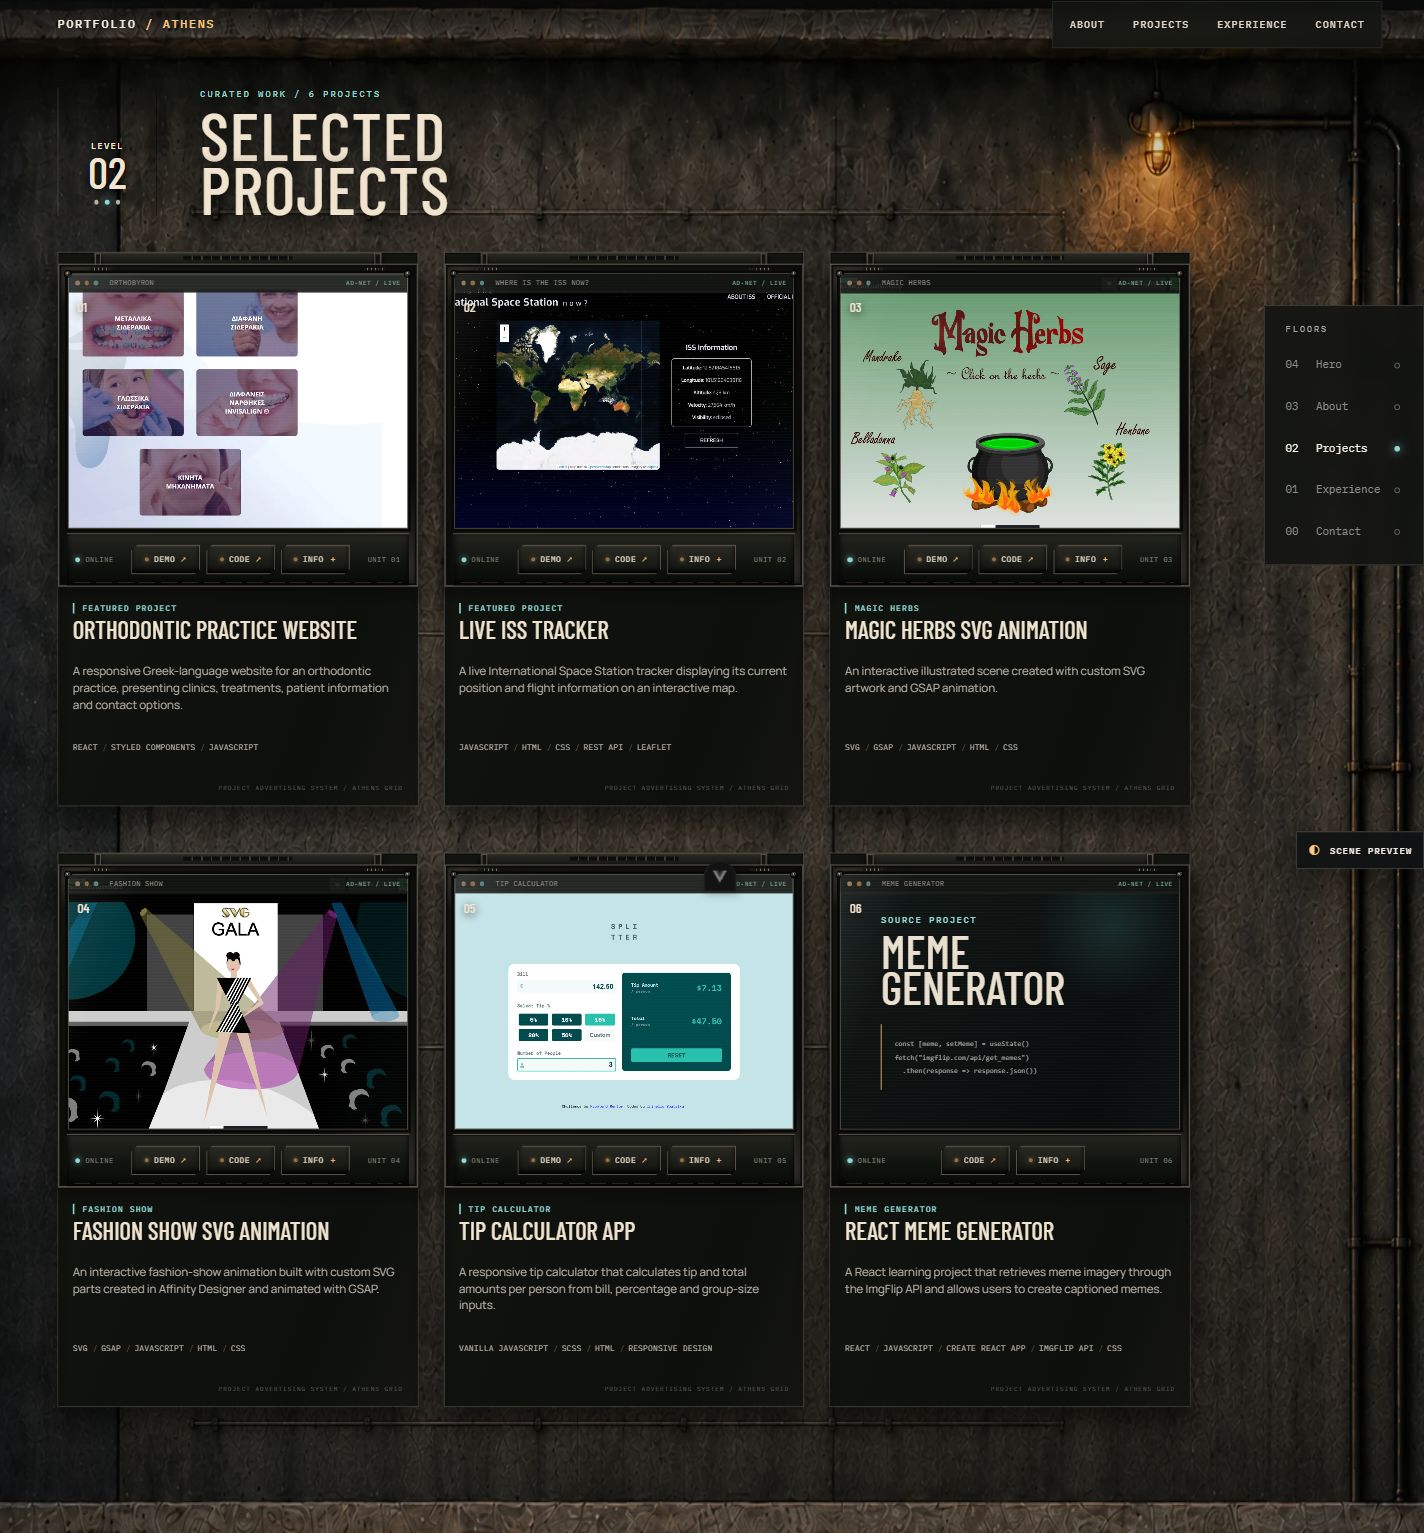 PORTFOLIO / ATHENS
ABOUT PROJECTS EXPERIENCE CONTACT
CURATED WORK / 6 PROJECTS
LEVEL
02
SELECTED
PROJECTS
ORTHOBYRON AD-NET / LIVE
01
ΜΕΤΑΛΛΙΚΑ
ΣΙΔΕΡΑΚΙΑ
ΔΙΑΦΑΝΗ
ΣΙΔΕΡΑΚΙΑ
ΓΛΩΣΣΙΚΑ
ΣΙΔΕΡΑΚΙΑ
ΔΙΑΦΑΝΕΙΣ
ΝΑΡΘΗΚΕΣ
INVISALIGN ©
ΚΙΝΗΤΑ
ΜΗΧΑΝΗΜΑΤΑ
ONLINE DEMO ↗ CODE ↗ INFO + UNIT 01
WHERE IS THE ISS NOW? AD-NET / LIVE
02
ational Space Station now?
ABOUT ISS OFFICIAL
ISS Information
Latitude:
Longitude:
Altitude:
Velocity:
Visibility: eclipsed
REFRESH
ONLINE DEMO ↗ CODE ↗ INFO + UNIT 02
MAGIC HERBS AD-NET / LIVE
03
Magic Herbs
~ Click on the herbs ~
Mandrake
Sage
Belladonna
Henbane
ONLINE DEMO ↗ CODE ↗ INFO + UNIT 03
FEATURED PROJECT
ORTHODONTIC PRACTICE WEBSITE
A responsive Greek-language website for an orthodontic
practice, presenting clinics, treatments, patient information
and contact options.
REACT / STYLED COMPONENTS / JAVASCRIPT
PROJECT ADVERTISING SYSTEM / ATHENS GRID
FEATURED PROJECT
LIVE ISS TRACKER
A live International Space Station tracker displaying its current
position and flight information on an interactive map.
JAVASCRIPT / HTML / CSS / REST API / LEAFLET
PROJECT ADVERTISING SYSTEM / ATHENS GRID
MAGIC HERBS
MAGIC HERBS SVG ANIMATION
An interactive illustrated scene created with custom SVG
artwork and GSAP animation.
SVG / GSAP / JAVASCRIPT / HTML / CSS
PROJECT ADVERTISING SYSTEM / ATHENS GRID
FLOORS
04 Hero
03 About
02 Projects
01 Experience
00 Contact
SCENE PREVIEW
FASHION SHOW AD-NET / LIVE
04
SVG
GALA
ONLINE DEMO ↗ CODE ↗ INFO + UNIT 04
TIP CALCULATOR D-NET / LIVE
05
SPLI
TTER
Bill
142.50
Select Tip %
5% 10% 15%
20% 50% Custom
Number of People
3
Tip Amount
/ person
$7.13
Total
/ person
$47.50
RESET
ONLINE DEMO ↗ CODE ↗ INFO + UNIT 05
MEME GENERATOR AD-NET / LIVE
06
SOURCE PROJECT
MEME
GENERATOR
const [meme, setMeme] = useState()
fetch("imgflip.com/api/get_memes")
.then(response => response.json())
ONLINE CODE ↗ INFO + UNIT 06
FASHION SHOW
FASHION SHOW SVG ANIMATION
An interactive fashion-show animation built with custom SVG
parts created in Affinity Designer and animated with GSAP.
SVG / GSAP / JAVASCRIPT / HTML / CSS
PROJECT ADVERTISING SYSTEM / ATHENS GRID
TIP CALCULATOR
TIP CALCULATOR APP
A responsive tip calculator that calculates tip and total
amounts per person from bill, percentage and group-size
inputs.
VANILLA JAVASCRIPT / SCSS / HTML / RESPONSIVE DESIGN
PROJECT ADVERTISING SYSTEM / ATHENS GRID
MEME GENERATOR
REACT MEME GENERATOR
A React learning project that retrieves meme imagery through
the ImgFlip API and allows users to create captioned memes.
REACT / JAVASCRIPT / CREATE REACT APP / IMGFLIP API / CSS
PROJECT ADVERTISING SYSTEM / ATHENS GRID